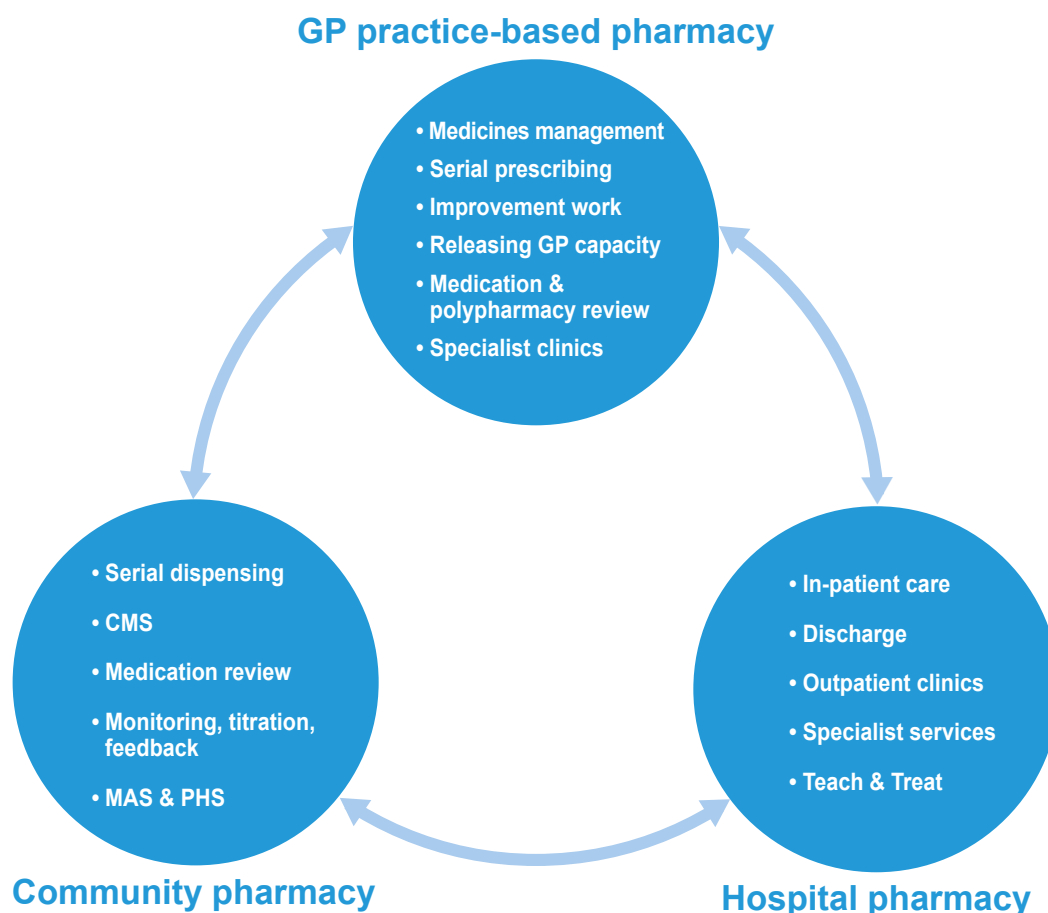 GP practice-based pharmacy
• Medicines management
• Serial prescribing
• Improvement work
• Releasing GP capacity
• Medication &
polypharmacy review
• Specialist clinics
• Serial dispensing
• CMS
• Medication review
• Monitoring, titration,
feedback
• MAS & PHS
Community pharmacy
• In-patient care
• Discharge
• Outpatient clinics
• Specialist services
• Teach & Treat
Hospital pharmacy